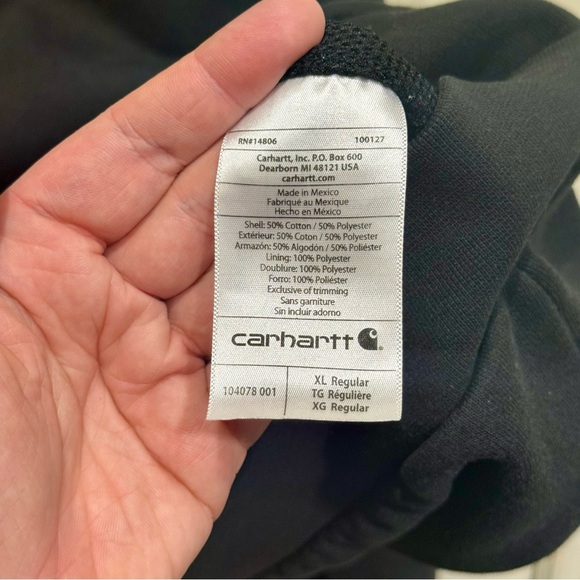 RN#14806 100127
Carhartt, Inc. P.O. Box 600
Dearborn MI 48121 USA
carhartt.com
Made in Mexico
Fabriqué au Mexique
Hecho en México
Shell: 50% Cotton / 50% Polyester
Extérieur: 50% Coton / 50% Polyester
Armazón: 50% Algodón / 50% Poliéster
Lining: 100% Polyester
Doublure: 100% Polyester
Forro: 100% Poliéster
Exclusive of trimming
Sans garniture
Sin incluir adorno
carhartt
104078 001
XL Regular
TG Régulière
XG Regular